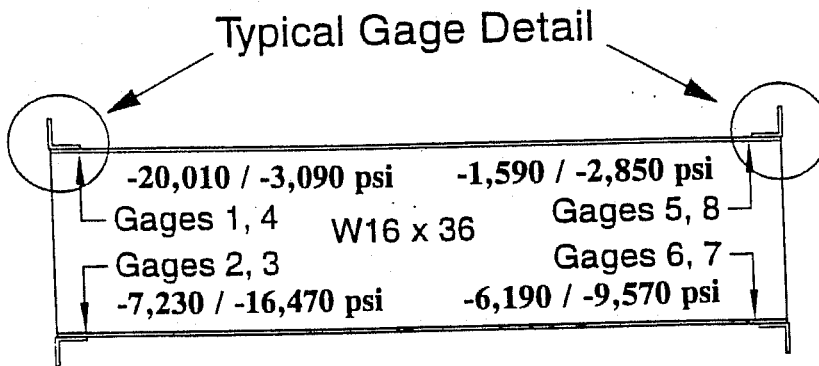 Typical Gage Detail
-20,010 / -3,090 psi
-1,590 / -2,850 psi
Gages 1, 4
W16 x 36
Gages 5, 8
Gages 2, 3
Gages 6, 7
-7,230 / -16,470 psi
-6,190 / -9,570 psi